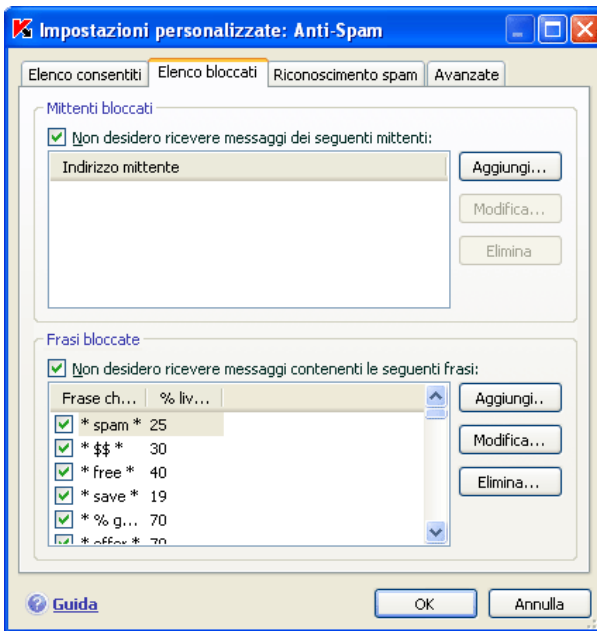 Impostazioni personalizzate: Anti-Spam
Elenco consentiti Elenco bloccati Riconoscimento spam Avanzate
Mittenti bloccati
Non desidero ricevere messaggi dei seguenti mittenti:
Indirizzo mittente
Aggiungi...
Modifica...
Elimina
Frasi bloccate
Non desidero ricevere messaggi contenenti le seguenti frasi:
Frase ch... % liv...
* spam * 25
* $$ * 30
* free * 40
* save * 19
* % g... 70
* offer * 70
Aggiungi..
Modifica...
Elimina...
Guida
OK
Annulla